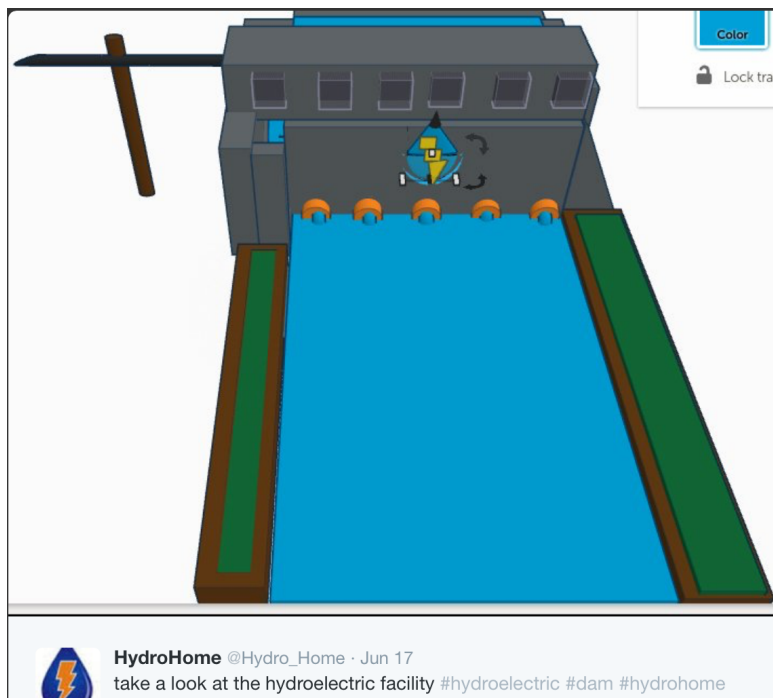 Color
Lock tra
HydroHome @Hydro_Home · Jun 17
take a look at the hydroelectric facility #hydroelectric #dam #hydrohome